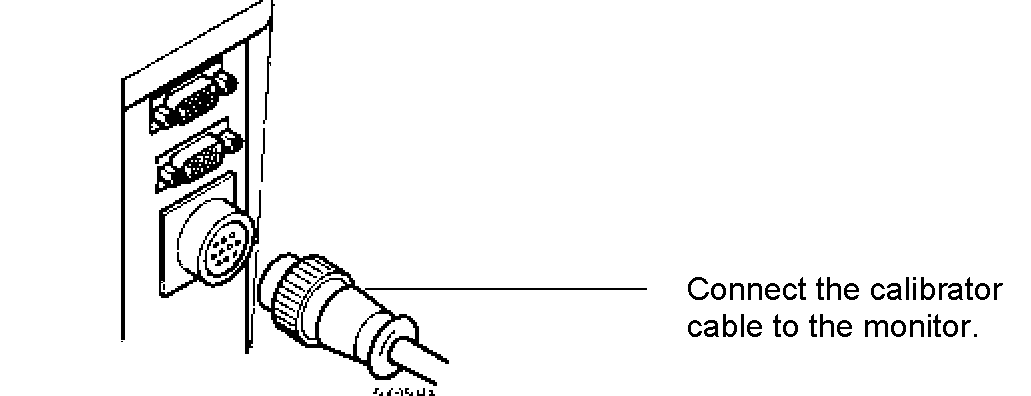 Connect the calibrator
cable to the monitor.